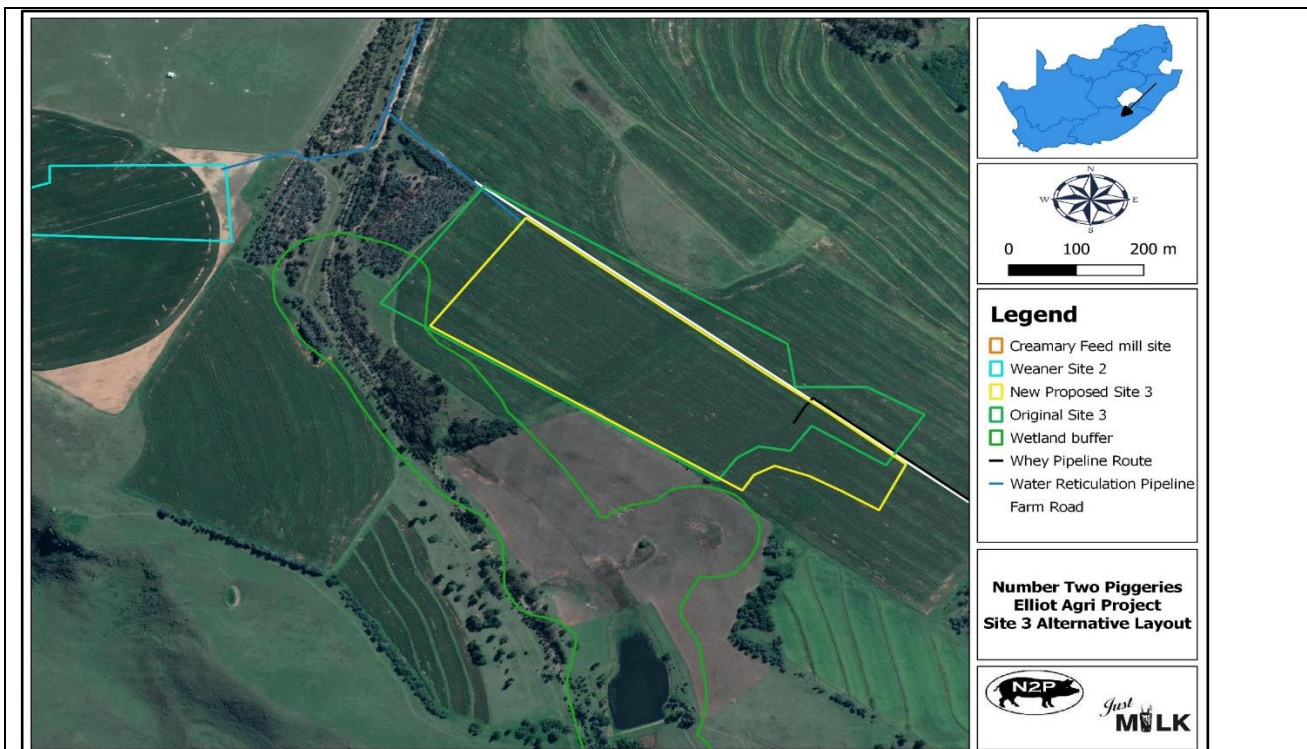 N
W
E
S
0 100 200 m
Legend
Creamary Feed mill site
Weaner Site 2
New Proposed Site 3
Original Site 3
Wetland buffer
Whey Pipeline Route
Water Reticulation Pipeline
Farm Road
Number Two Piggeries
Elliot Agri Project
Site 3 Alternative Layout
N2P
Just
MILK